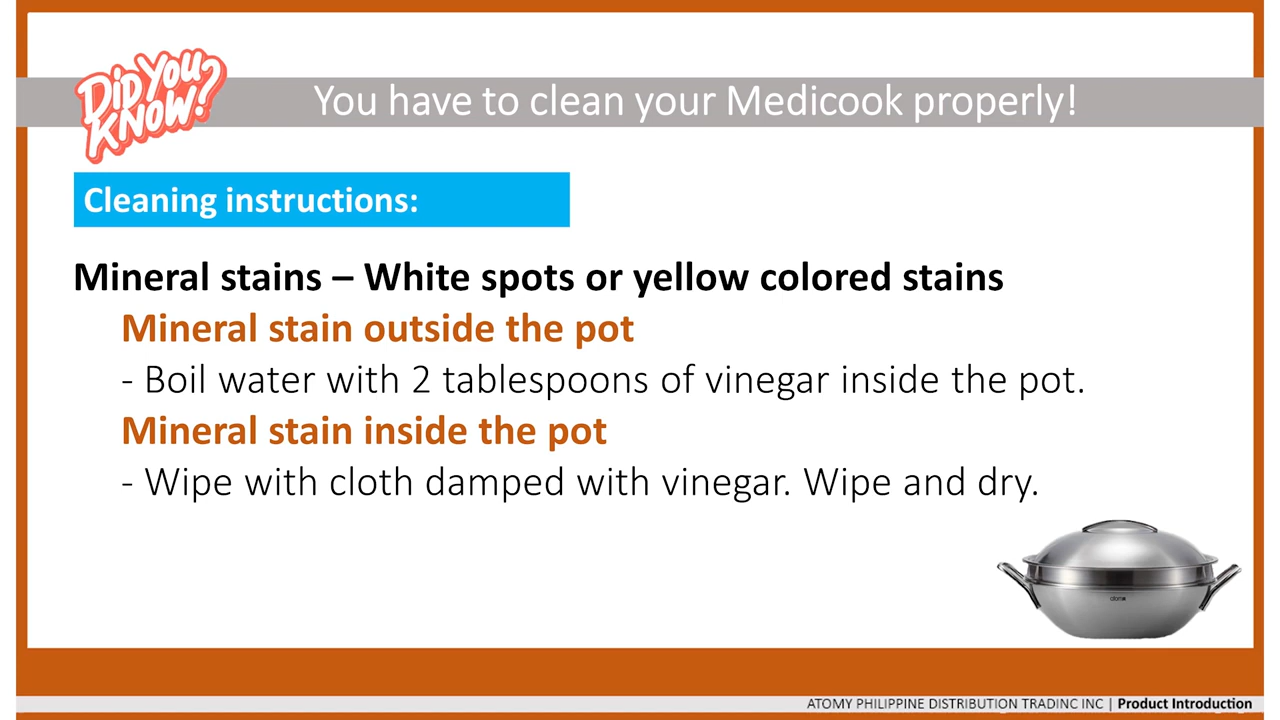 DiD YOU
KNOW?
You have to clean your Medicook properly!
Cleaning instructions:
Mineral stains – White spots or yellow colored stains
Mineral stain outside the pot
- Boil water with 2 tablespoons of vinegar inside the pot.
Mineral stain inside the pot
- Wipe with cloth damped with vinegar. Wipe and dry.
ATOMY PHILIPPINE DISTRIBUTION TRADING INC | Product Introduction